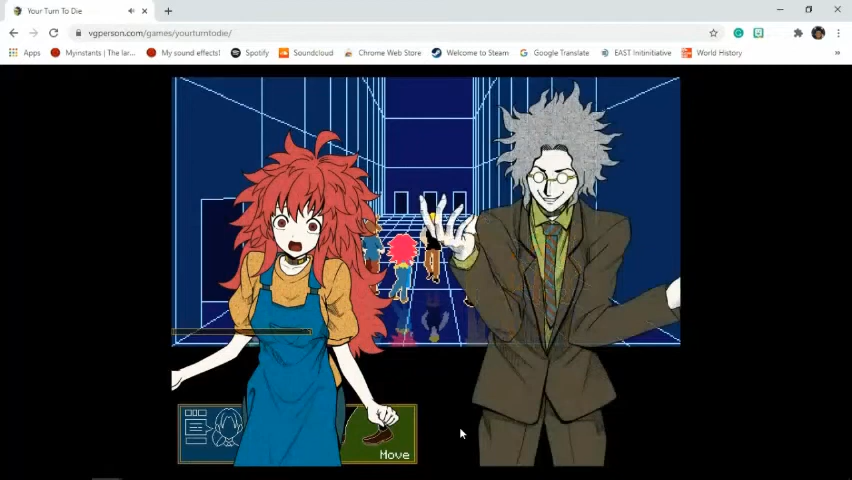 Your Turn To Die
vgperson.com/games/yourturntodie/
Apps
Myinstants | The lar...
My sound effects!
Spotify
Soundcloud
Chrome Web Store
Welcome to Steam
Google Translate
EAST Initinitiative
World History
»
Move